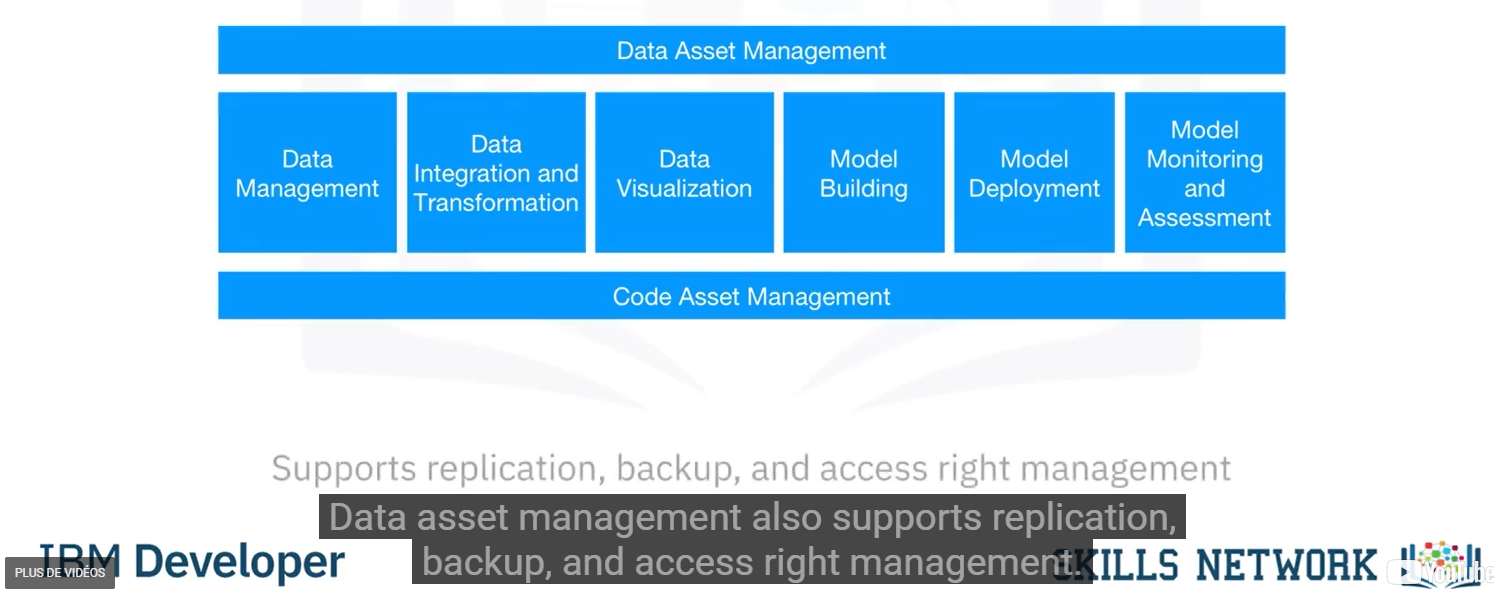 Data Asset Management
Data
Management
Data
Integration and
Transformation
Data
Visualization
Model
Building
Model
Deployment
Model
Monitoring
and
Assessment
Code Asset Management
Supports replication, backup, and access right management
Data asset management also supports replication,
backup, and access right management.
IBM Developer
SKILLS NETWORK
PLUS DE VIDÉOS
YouTube